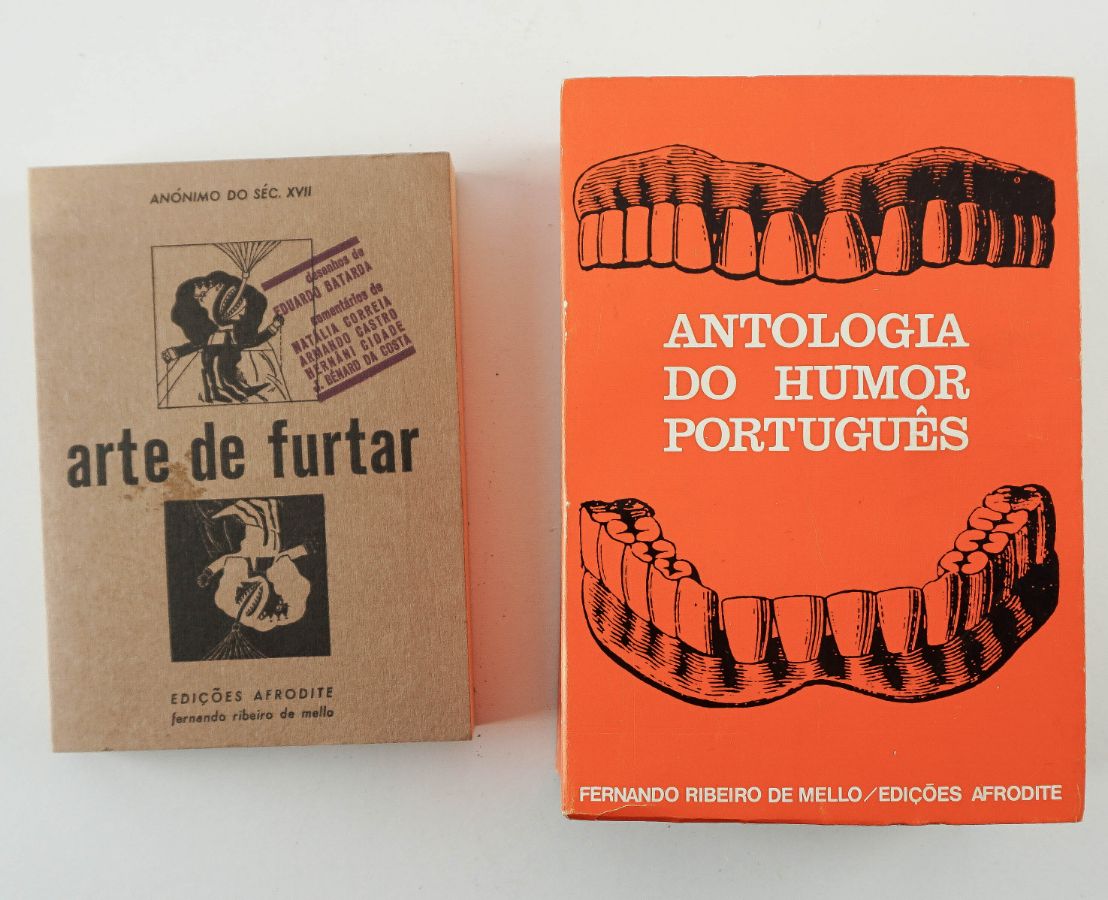 ANÓNIMO DO SÉC. XVII
desenhos de
EDUARDO BATARDA
comentários de
NATÁLIA CORREIA
ARMANDO CASTRO
HERNÂNI CIDADE
J. BÉNARD DA COSTA
arte de furtar
EDIÇÕES AFRODITE
fernando ribeiro de mello
ANTOLOGIA
DO HUMOR
PORTUGUÊS
FERNANDO RIBEIRO DE MELLO/EDIÇÕES AFRODITE